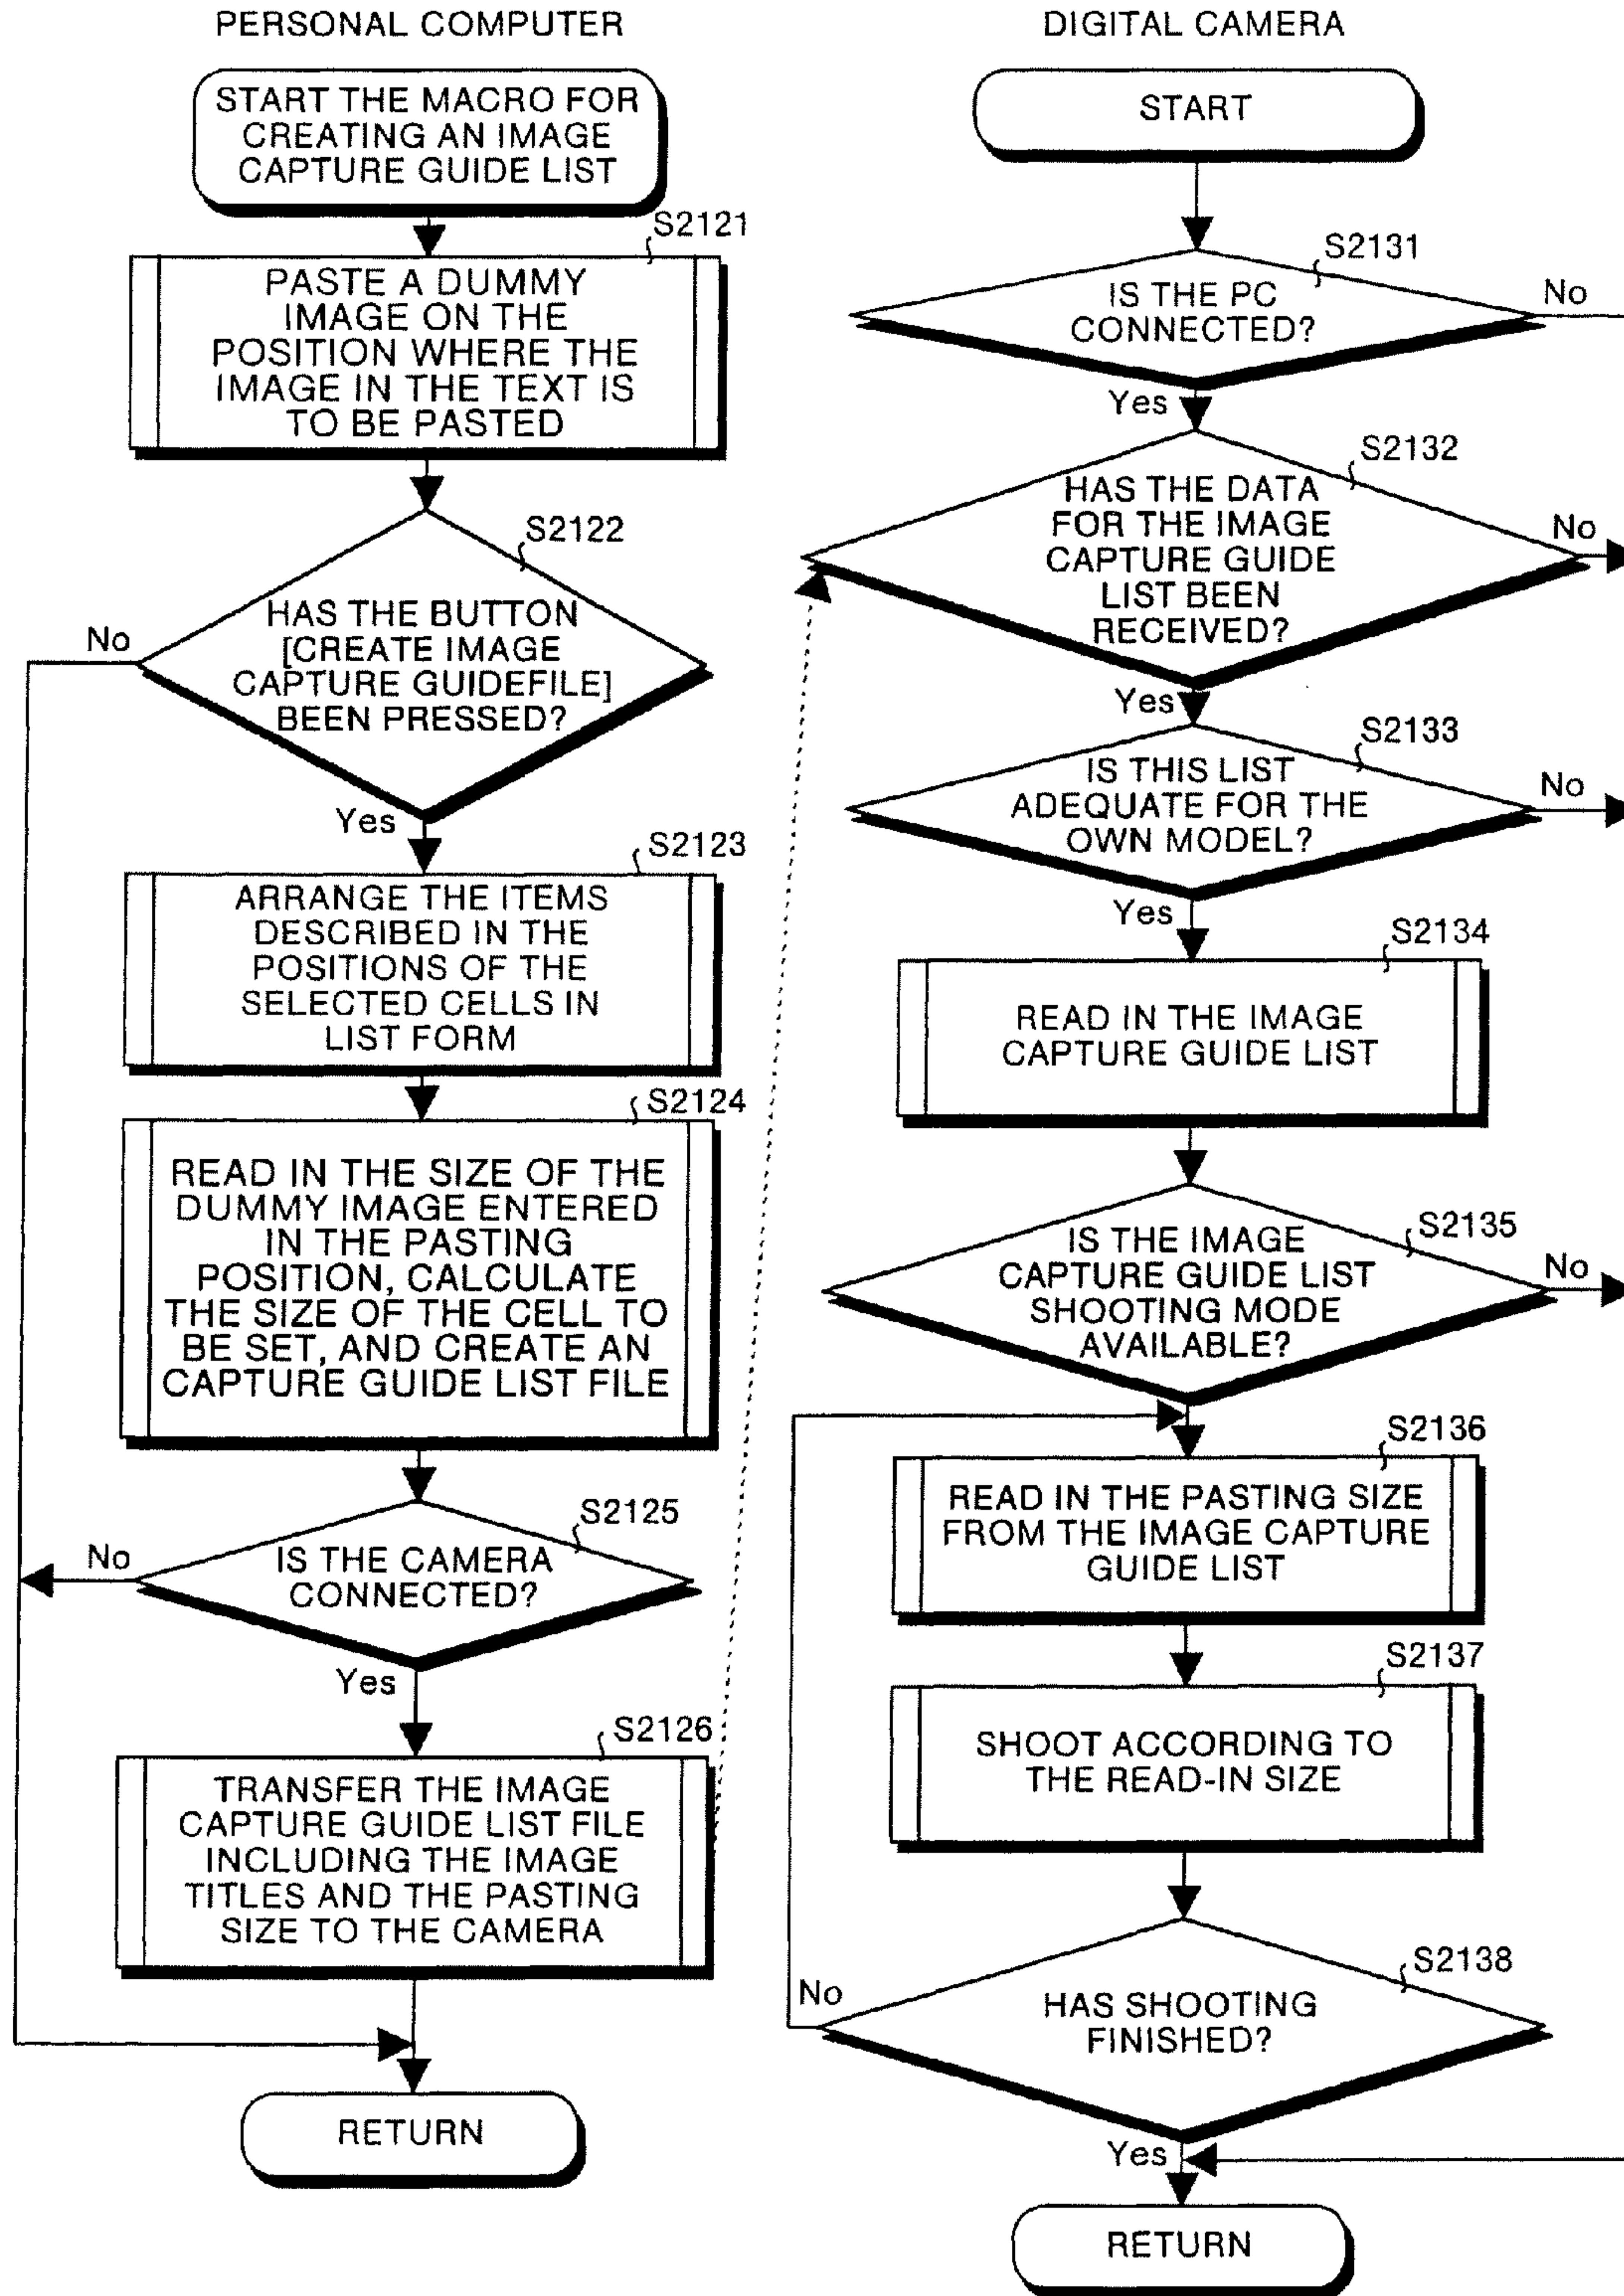 PERSONAL COMPUTER
START THE MACRO FOR
CREATING AN IMAGE
CAPTURE GUIDE LIST
S2121
PASTE A DUMMY
IMAGE ON THE
POSITION WHERE THE
IMAGE IN THE TEXT IS
TO BE PASTED
S2122
HAS THE BUTTON
[CREATE IMAGE
CAPTURE GUIDEFILE]
BEEN PRESSED?
No
Yes
S2123
ARRANGE THE ITEMS
DESCRIBED IN THE
POSITIONS OF THE
SELECTED CELLS IN
LIST FORM
S2124
READ IN THE SIZE OF THE
DUMMY IMAGE ENTERED
IN THE PASTING
POSITION, CALCULATE
THE SIZE OF THE CELL TO
BE SET, AND CREATE AN
CAPTURE GUIDE LIST FILE
S2125
IS THE CAMERA
CONNECTED?
No
Yes
S2126
TRANSFER THE IMAGE
CAPTURE GUIDE LIST FILE
INCLUDING THE IMAGE
TITLES AND THE PASTING
SIZE TO THE CAMERA
RETURN
DIGITAL CAMERA
START
S2131
IS THE PC
CONNECTED?
No
Yes
S2132
HAS THE DATA
FOR THE IMAGE
CAPTURE GUIDE
LIST BEEN
RECEIVED?
No
Yes
S2133
IS THIS LIST
ADEQUATE FOR THE
OWN MODEL?
No
Yes
S2134
READ IN THE IMAGE
CAPTURE GUIDE LIST
S2135
IS THE IMAGE
CAPTURE GUIDE LIST
SHOOTING MODE
AVAILABLE?
No
S2136
READ IN THE PASTING SIZE
FROM THE IMAGE CAPTURE
GUIDE LIST
S2137
SHOOT ACCORDING TO
THE READ-IN SIZE
S2138
HAS SHOOTING
FINISHED?
No
Yes
RETURN